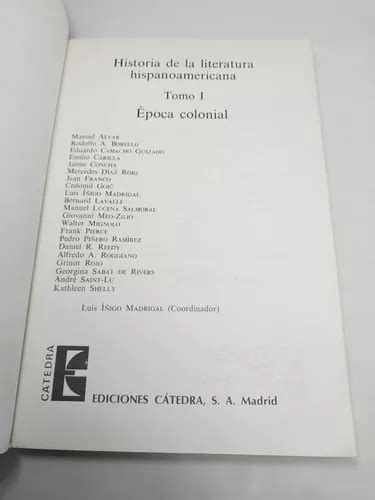 Historia de la literatura
hispanoamericana
Tomo I
Época colonial
Manuel Alvar
Rodolfo A. Borello
Eduardo Camacho Guizado
Emilio Carilla
Jaime Concha
Mercedes Díaz Roig
Jean Franco
Cedomil Goić
Luis Íñigo Madrigal
Bernard Lavalle
Manuel Lucena Salmoral
Giovanni Meo-Zilio
Walter Mignolo
Frank Pierce
Pedro Piñero Ramírez
Daniel R. Reedy
Alfredo A. Roggiano
Grinor Rojo
Georgina Sabat de Rivers
André Saint-Lu
Kathleen Shelly
Luis Íñigo Madrigal (Coordinador)
CATEDRA
EDICIONES CÁTEDRA, S. A. Madrid